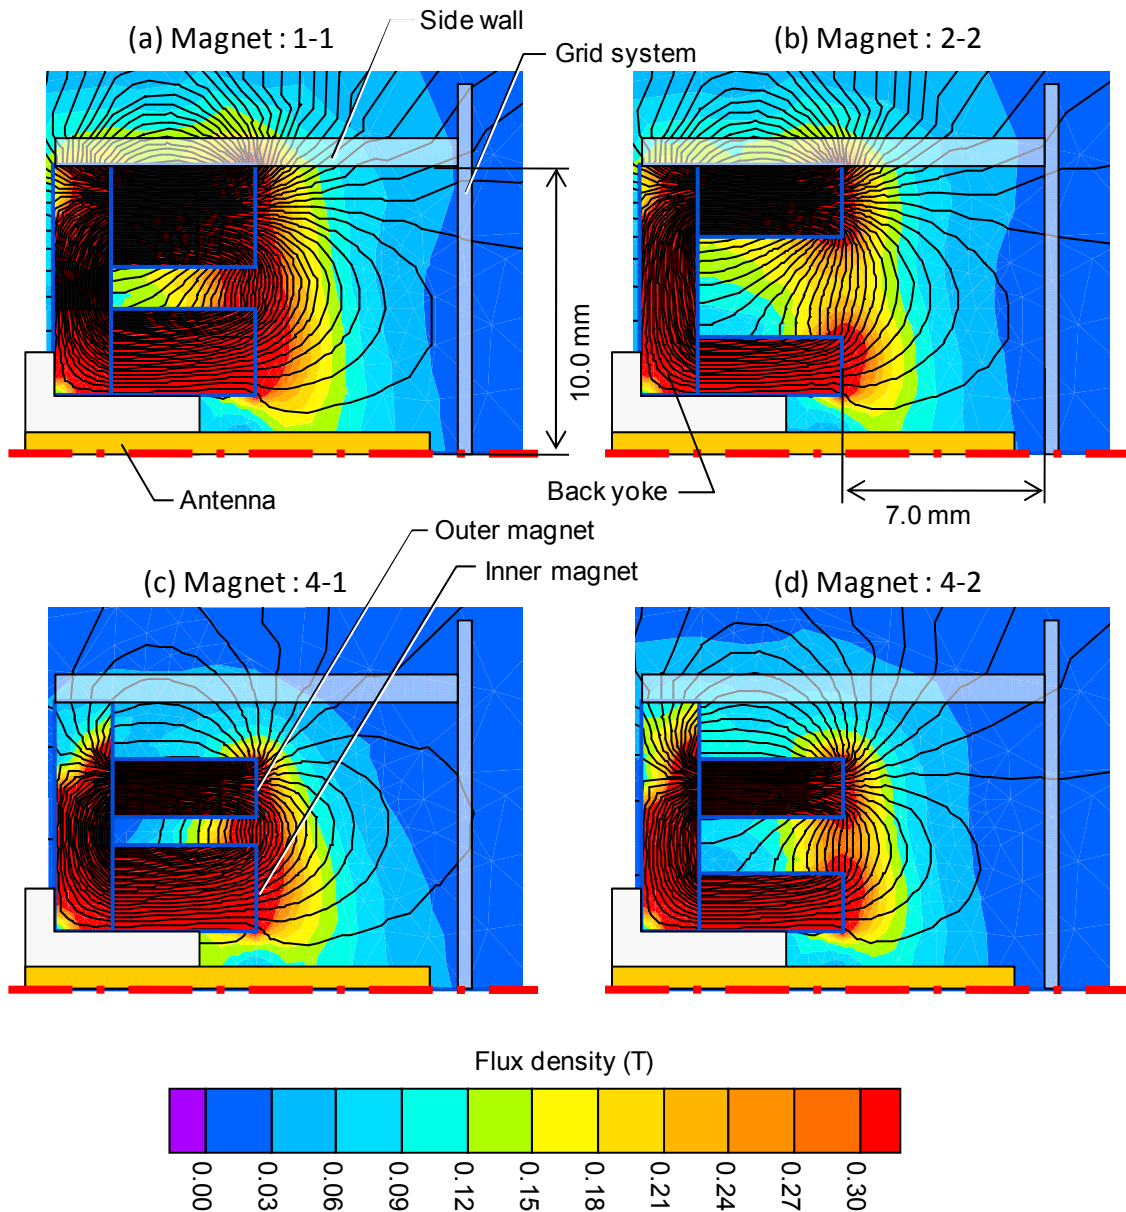 Side wall
(a) Magnet : 1-1
Grid system
(b) Magnet : 2-2
10.0 mm
Antenna
Back yoke
7.0 mm
Outer magnet
(c) Magnet : 4-1
Inner magnet
(d) Magnet : 4-2
Flux density (T)
0.00
0.03
0.06
0.09
0.12
0.15
0.18
0.21
0.24
0.27
0.30